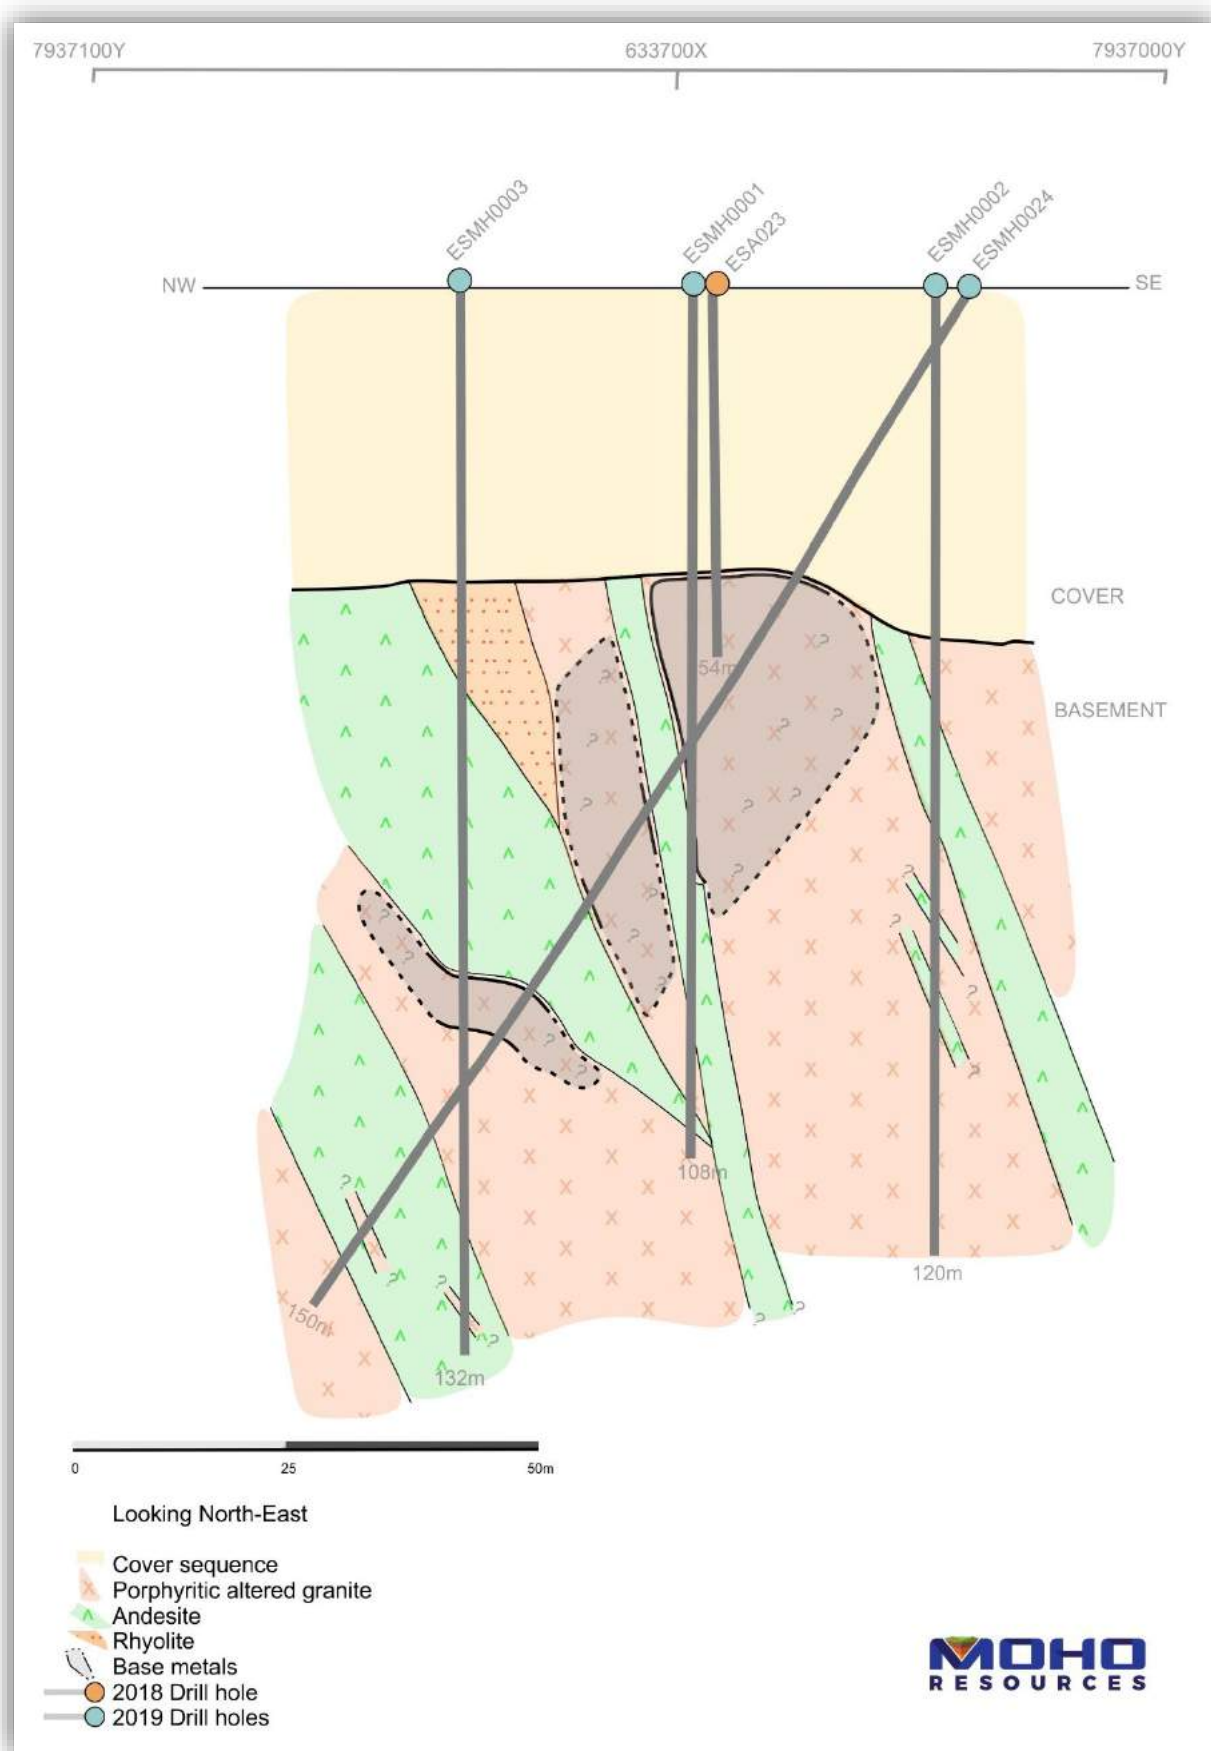 7937100Y 633700X 7937000Y
ESMH0003
ESMH0001
ESA023
ESMH0002
ESMH0024
NW
SE
COVER
BASEMENT
54m
108m
120m
150m
132m
0 25 50m
Looking North-East
Cover sequence
Porphyritic altered granite
Andesite
Rhyolite
Base metals
2018 Drill hole
2019 Drill holes
MOHO
RESOURCES